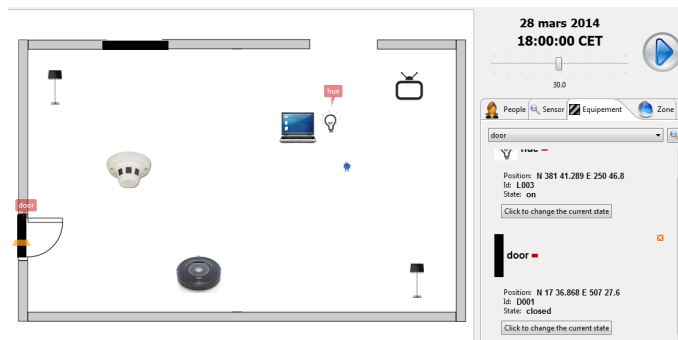 28 mars 2014
18:00:00 CET
30.0
People
Sensor
Equipement
Zone
door
hue
Position: N 381 41.289 E 250 46.8
Id: L003
State: on
Click to change the current state
door
Position: N 17 36.868 E 507 27.6
Id: D001
State: closed
Click to change the current state
hue
door